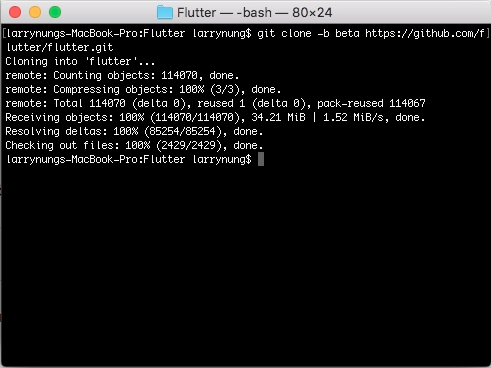 Flutter — -bash — 80×24
[larrynungs-MacBook-Pro:Flutter larrynung$ git clone -b beta https://github.com/f]
lutter/flutter.git
Cloning into 'flutter'...
remote: Counting objects: 114070, done.
remote: Compressing objects: 100% (3/3), done.
remote: Total 114070 (delta 0), reused 1 (delta 0), pack-reused 114067
Receiving objects: 100% (114070/114070), 34.21 MiB | 1.52 MiB/s, done.
Resolving deltas: 100% (85254/85254), done.
Checking out files: 100% (2429/2429), done.
larrynungs-MacBook-Pro:Flutter larrynung$